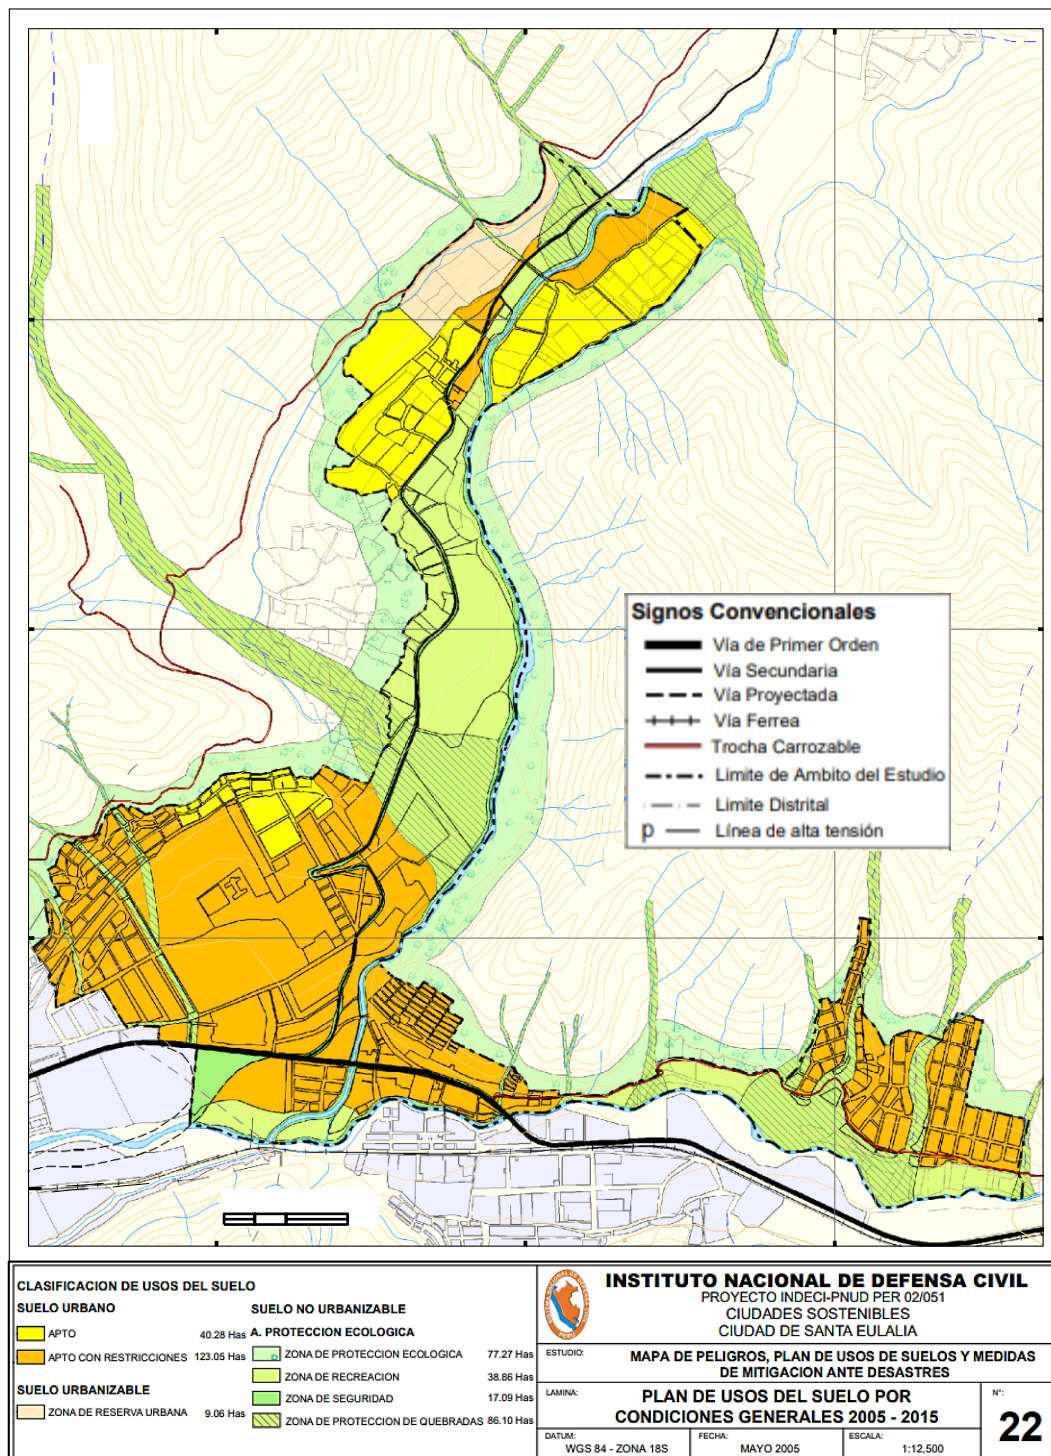 Signos Convencionales
Vía de Primer Orden
Vía Secundaria
Vía Proyectada
Vía Ferrea
Trocha Carrozable
Limite de Ambito del Estudio
Limite Distrital
p Línea de alta tensión
CLASIFICACION DE USOS DEL SUELO
SUELO URBANO
APTO 40.28 Has
APTO CON RESTRICCIONES 123.05 Has
SUELO URBANIZABLE
ZONA DE RESERVA URBANA 9.06 Has
SUELO NO URBANIZABLE
A. PROTECCION ECOLOGICA
ZONA DE PROTECCION ECOLOGICA 77.27 Has
ZONA DE RECREACION 38.86 Has
ZONA DE SEGURIDAD 17.09 Has
ZONA DE PROTECCION DE QUEBRADAS 86.10 Has
INSTITUTO NACIONAL DE DEFENSA CIVIL
PROYECTO INDECI-PNUD PER 02/051
CIUDADES SOSTENIBLES
CIUDAD DE SANTA EULALIA
ESTUDIO:
MAPA DE PELIGROS, PLAN DE USOS DE SUELOS Y MEDIDAS
DE MITIGACION ANTE DESASTRES
LAMINA:
PLAN DE USOS DEL SUELO POR
CONDICIONES GENERALES 2005 - 2015
N°:
22
DATUM:
WGS 84 - ZONA 18S
FECHA:
MAYO 2005
ESCALA:
1:12,500